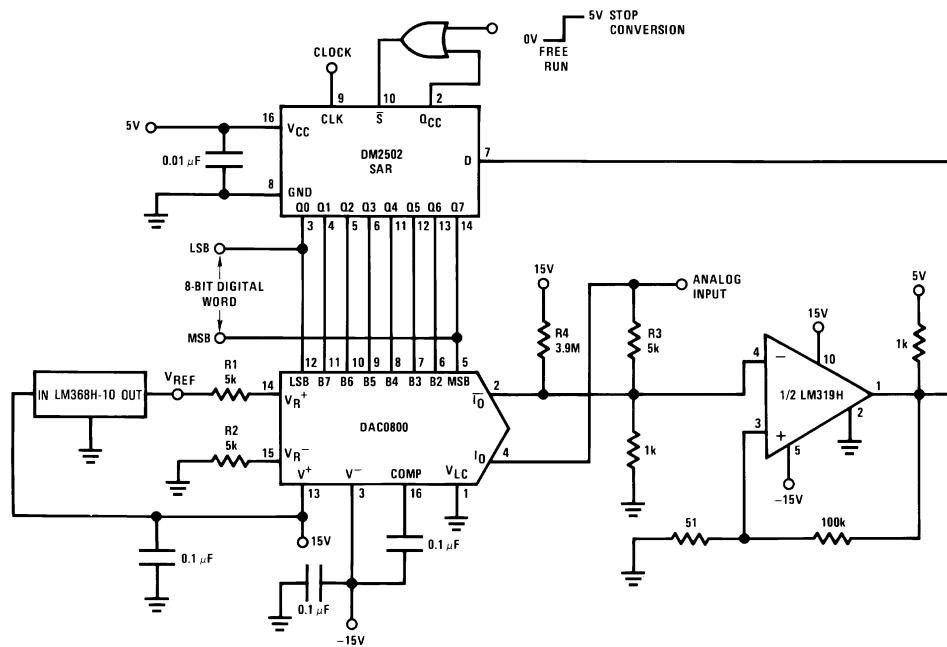 5V STOP CONVERSION
0V
FREE RUN
CLOCK
9
10
2
CLK
S̅
QCC
5V
16
VCC
0.01 μF
DM2502
SAR
D
7
8
GND
Q0 Q1 Q2 Q3 Q4 Q5 Q6 Q7
3 4 5 6 11 12 13 14
LSB
8-BIT DIGITAL
WORD
MSB
15V
R4
3.9M
ANALOG
INPUT
R3
5k
5V
1k
15V
10
4
−
1/2 LM319H
1
2
3
+
5
−15V
12 11 10 9 8 7 6 5
LSB B7 B6 B5 B4 B3 B2 MSB
IN LM368H-10 OUT
VREF
R1
5k
14
VR+
DAC0800
2
I̅O̅
IO
4
1k
R2
5k
15
VR−
V+
V−
COMP
VLC
13
3
16
1
51
100k
0.1 μF
15V
0.1 μF
0.1 μF
−15V